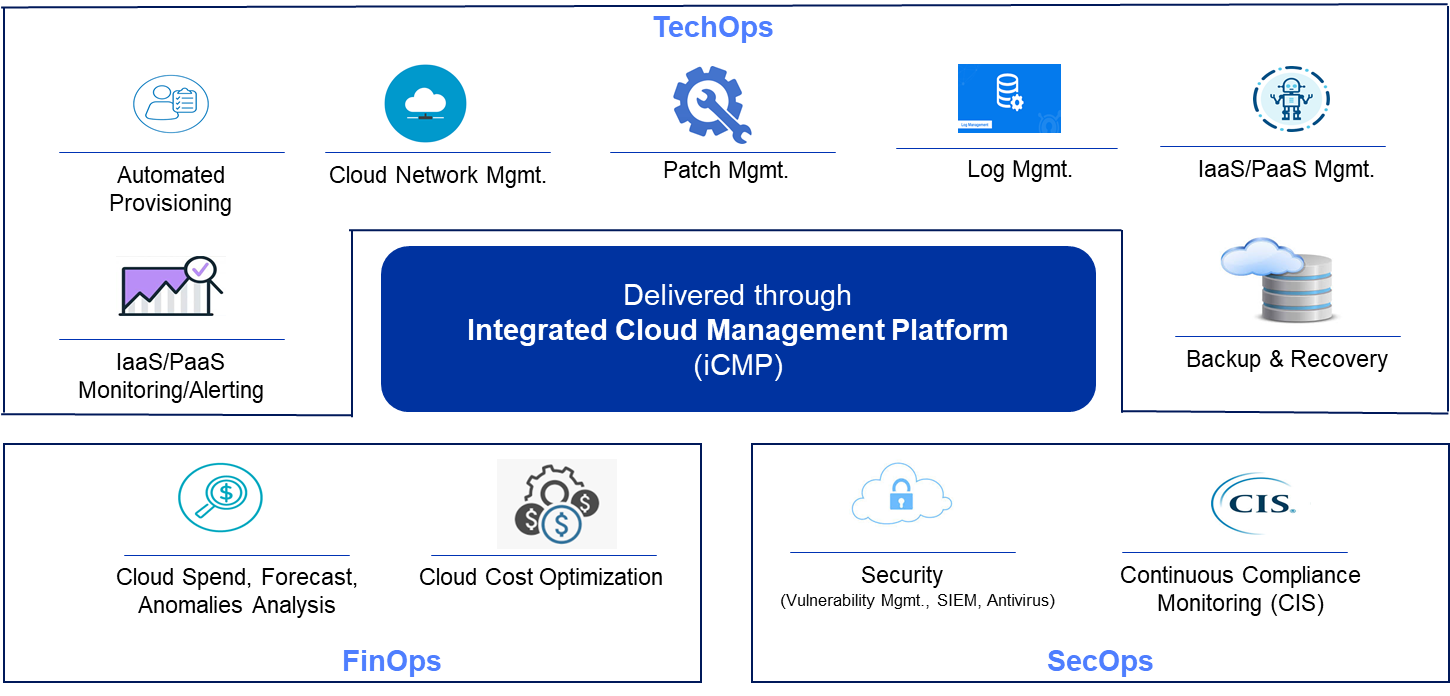 TechOps
Automated
Provisioning
Cloud Network Mgmt.
Patch Mgmt.
Log Management
Log Mgmt.
IaaS/PaaS Mgmt.
IaaS/PaaS
Monitoring/Alerting
Delivered through
Integrated Cloud Management Platform
(iCMP)
Backup & Recovery
$
Cloud Spend, Forecast,
Anomalies Analysis
$ $ $
Cloud Cost Optimization
FinOps
Security
(Vulnerability Mgmt., SIEM, Antivirus)
CIS®
Continuous Compliance
Monitoring (CIS)
SecOps